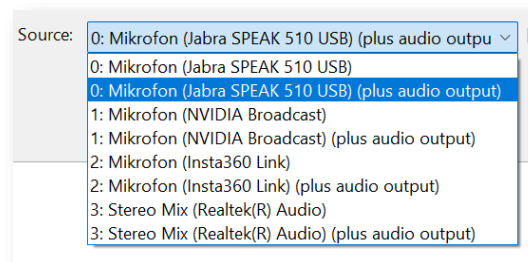 Source: 0: Mikrofon (Jabra SPEAK 510 USB) (plus audio outpu
0: Mikrofon (Jabra SPEAK 510 USB)
0: Mikrofon (Jabra SPEAK 510 USB) (plus audio output)
1: Mikrofon (NVIDIA Broadcast)
1: Mikrofon (NVIDIA Broadcast) (plus audio output)
2: Mikrofon (Insta360 Link)
2: Mikrofon (Insta360 Link) (plus audio output)
3: Stereo Mix (Realtek(R) Audio)
3: Stereo Mix (Realtek(R) Audio) (plus audio output)